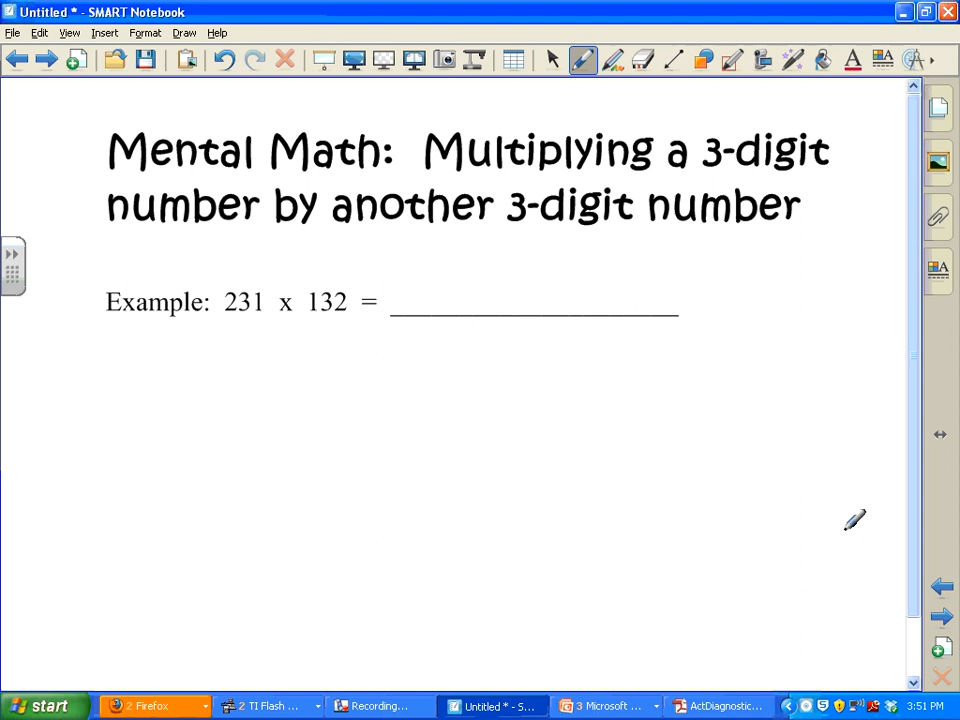 Untitled * - SMART Notebook
File Edit View Insert Format Draw Help
Mental Math: Multiplying a 3-digit
number by another 3-digit number
Example: 231 x 132 = _____________________
start 2 Firefox 2 TI Flash ... Recording... Untitled * - S... 3 Microsoft ... ActDiagnostic... 3:51 PM